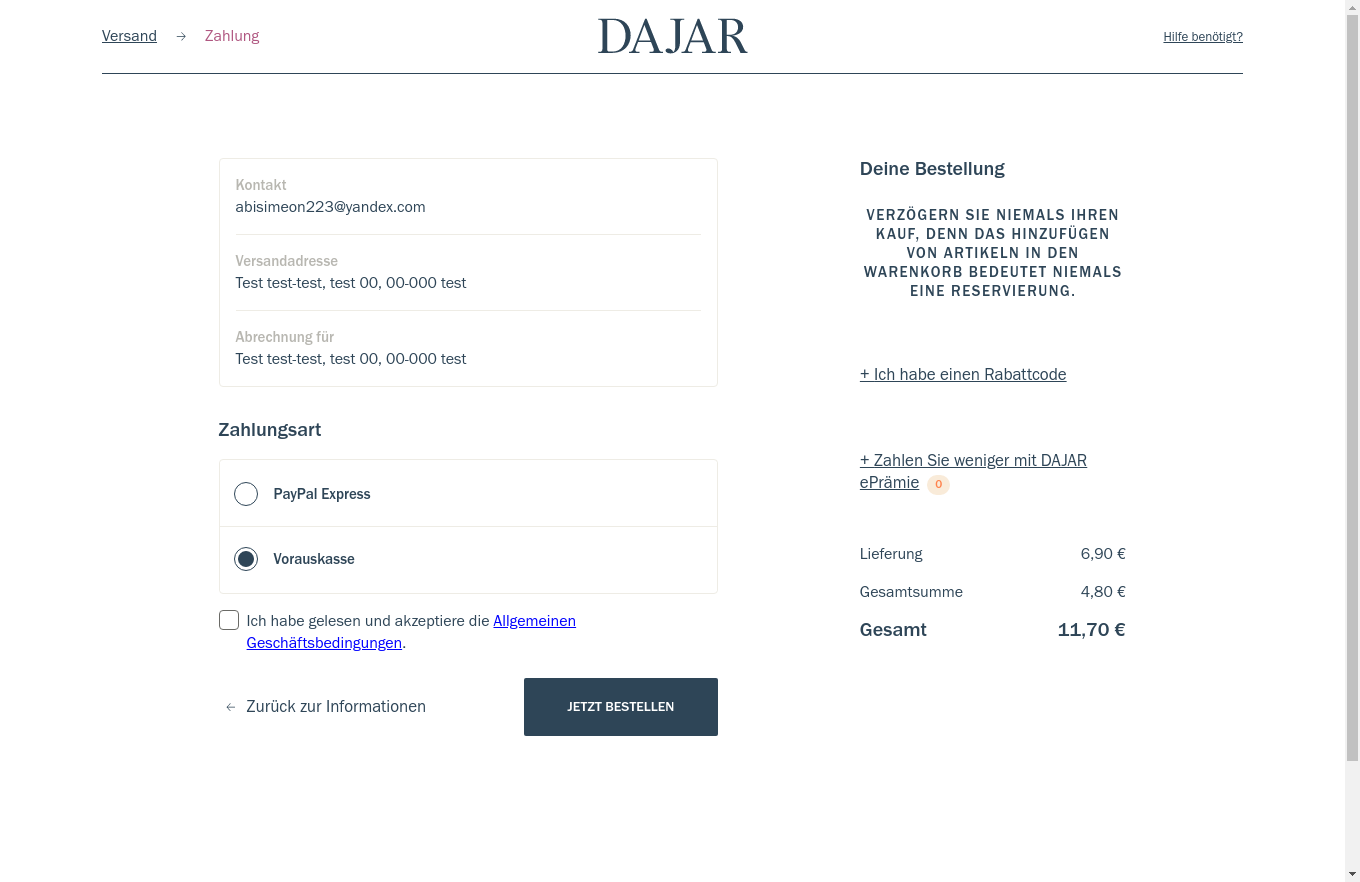 Versand → Zahlung
DAJAR
Hilfe benötigt?
Kontakt
abisimeon223@yandex.com
Versandadresse
Test test-test, test 00, 00-000 test
Abrechnung für
Test test-test, test 00, 00-000 test
Zahlungsart
PayPal Express
Vorauskasse
Ich habe gelesen und akzeptiere die Allgemeinen
Geschäftsbedingungen.
← Zurück zur Informationen
JETZT BESTELLEN
Deine Bestellung
VERZÖGERN SIE NIEMALS IHREN
KAUF, DENN DAS HINZUFÜGEN
VON ARTIKELN IN DEN
WARENKORB BEDEUTET NIEMALS
EINE RESERVIERUNG.
+ Ich habe einen Rabattcode
+ Zahlen Sie weniger mit DAJAR
ePrämie 0
Lieferung 6,90 €
Gesamtsumme 4,80 €
Gesamt 11,70 €